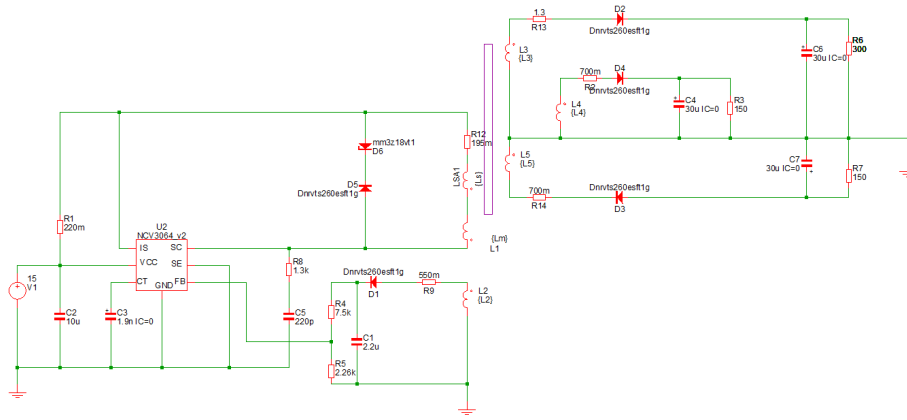 1.3
R13
D2
Dnrvts260esft1g
L3
{L3}
C6
30u IC=0
R6
300
700m
R2
D4
Dnrvts260esft1g
L4
{L4}
C4
30u IC=0
R3
150
R12
195m
mm3z18vt1
D6
LSA1
{Ls}
D5
Dnrvts260esft1g
L5
{L5}
C7
30u IC=0
R7
150
700m
R14
D3
Dnrvts260esft1g
{Lm}
L1
R1
220m
U2
NCV3064_v2
IS
SC
VCC
SE
CT
FB
GND
15
V1
C2
10u
C3
1.9n IC=0
R8
1.3k
C5
220p
Dnrvts260esft1g
D1
550m
R9
L2
{L2}
R4
7.5k
C1
2.2u
R5
2.26k